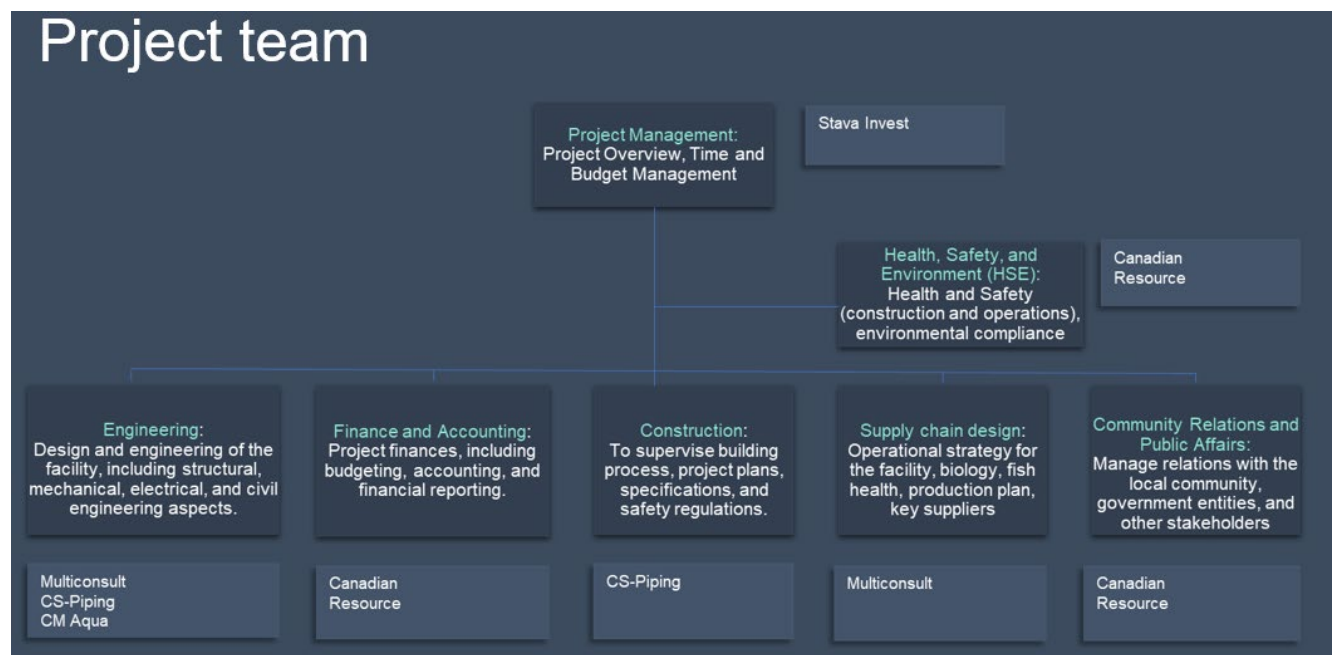 Project team
Project Management:
Project Overview, Time and
Budget Management
Stava Invest
Health, Safety, and
Environment (HSE):
Health and Safety
(construction and operations),
environmental compliance
Canadian
Resource
Engineering:
Design and engineering of the
facility, including structural,
mechanical, electrical, and civil
engineering aspects.
Finance and Accounting:
Project finances, including
budgeting, accounting, and
financial reporting.
Construction:
To supervise building
process, project plans,
specifications, and
safety regulations.
Supply chain design:
Operational strategy for
the facility, biology, fish
health, production plan,
key suppliers
Community Relations and
Public Affairs:
Manage relations with the
local community,
government entities, and
other stakeholders
Multiconsult
CS-Piping
CM Aqua
Canadian
Resource
CS-Piping
Multiconsult
Canadian
Resource